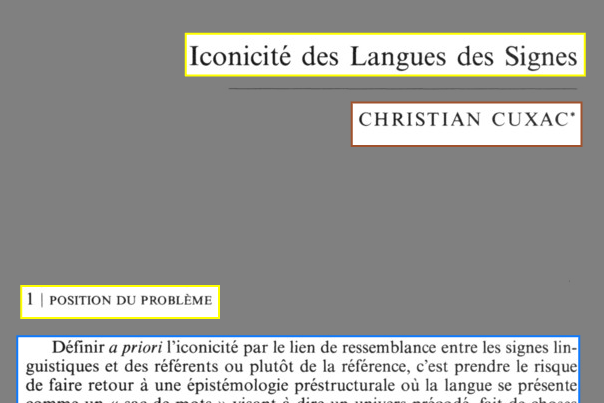 Iconicité des Langues des Signes
CHRISTIAN CUXAC*
1 | POSITION DU PROBLÈME
Définir a priori l'iconicité par le lien de ressemblance entre les signes lin-
guistiques et des référents ou plutôt de la référence, c'est prendre le risque
de faire retour à une épistémologie préstructurale où la langue se présente
comme un « sac de mots » visant à dire un univers précédé, fait de choses